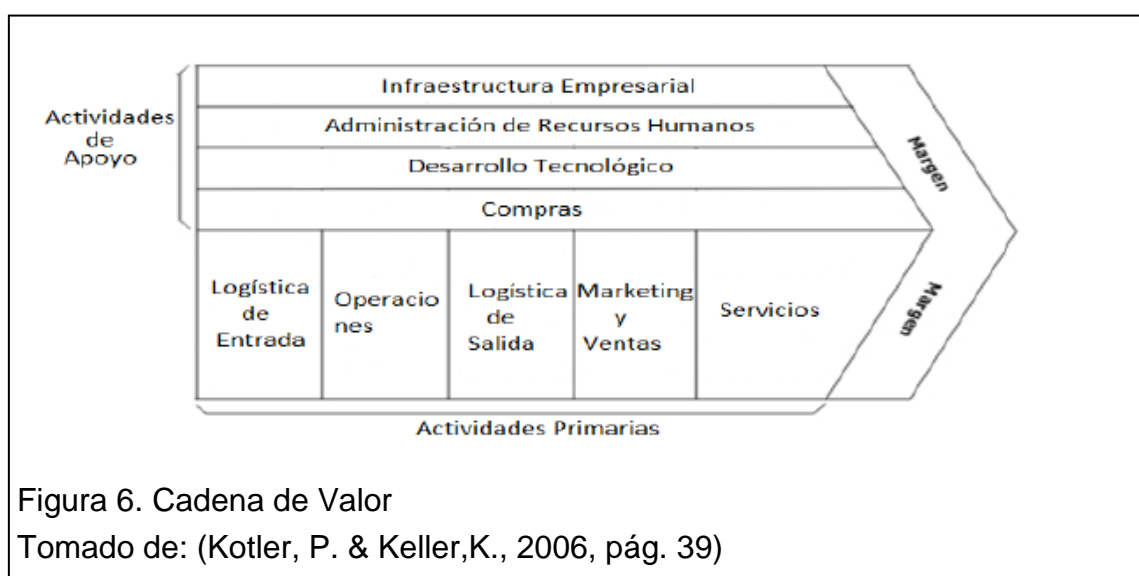 Infraestructura Empresarial
Actividades
de
Apoyo
Administración de Recursos Humanos
Desarrollo Tecnológico
Compras
Margen
Logística
de
Entrada
Operacio
nes
Logística
de
Salida
Marketing
y
Ventas
Servicios
Margen
Actividades Primarias
Figura 6. Cadena de Valor
Tomado de: (Kotler, P. & Keller,K., 2006, pág. 39)